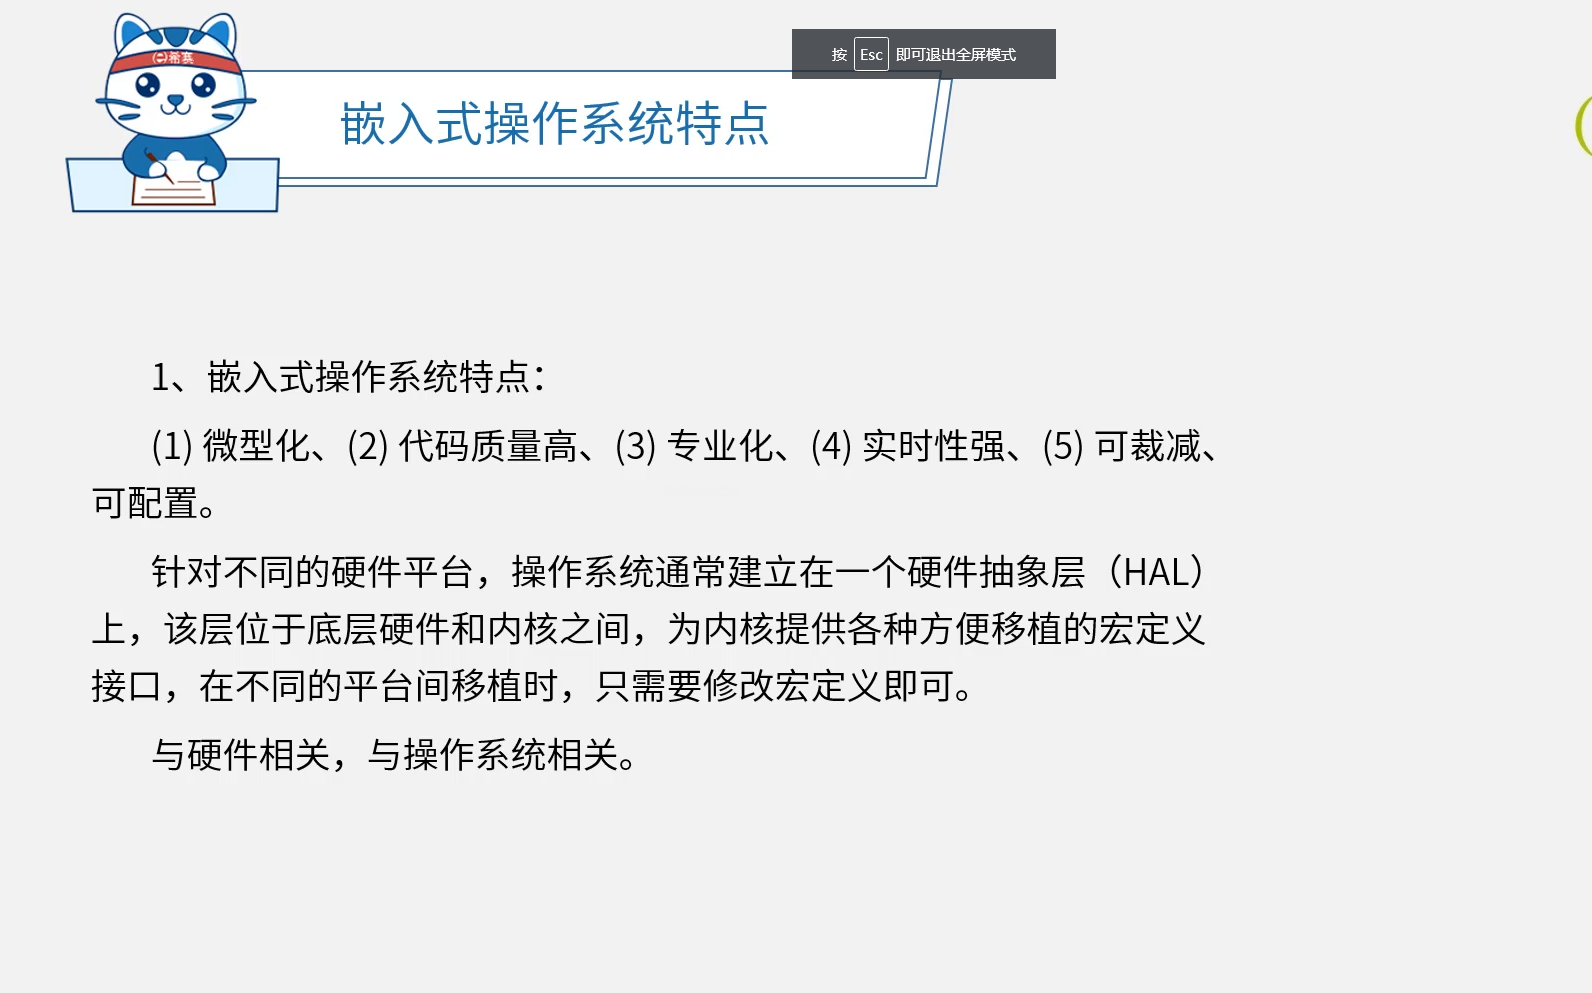 希赛
按 Esc 即可退出全屏模式
嵌入式操作系统特点
1、嵌入式操作系统特点：
(1) 微型化、(2) 代码质量高、(3) 专业化、(4) 实时性强、(5) 可裁减、
可配置。
针对不同的硬件平台，操作系统通常建立在一个硬件抽象层（HAL）
上，该层位于底层硬件和内核之间，为内核提供各种方便移植的宏定义
接口，在不同的平台间移植时，只需要修改宏定义即可。
与硬件相关，与操作系统相关。